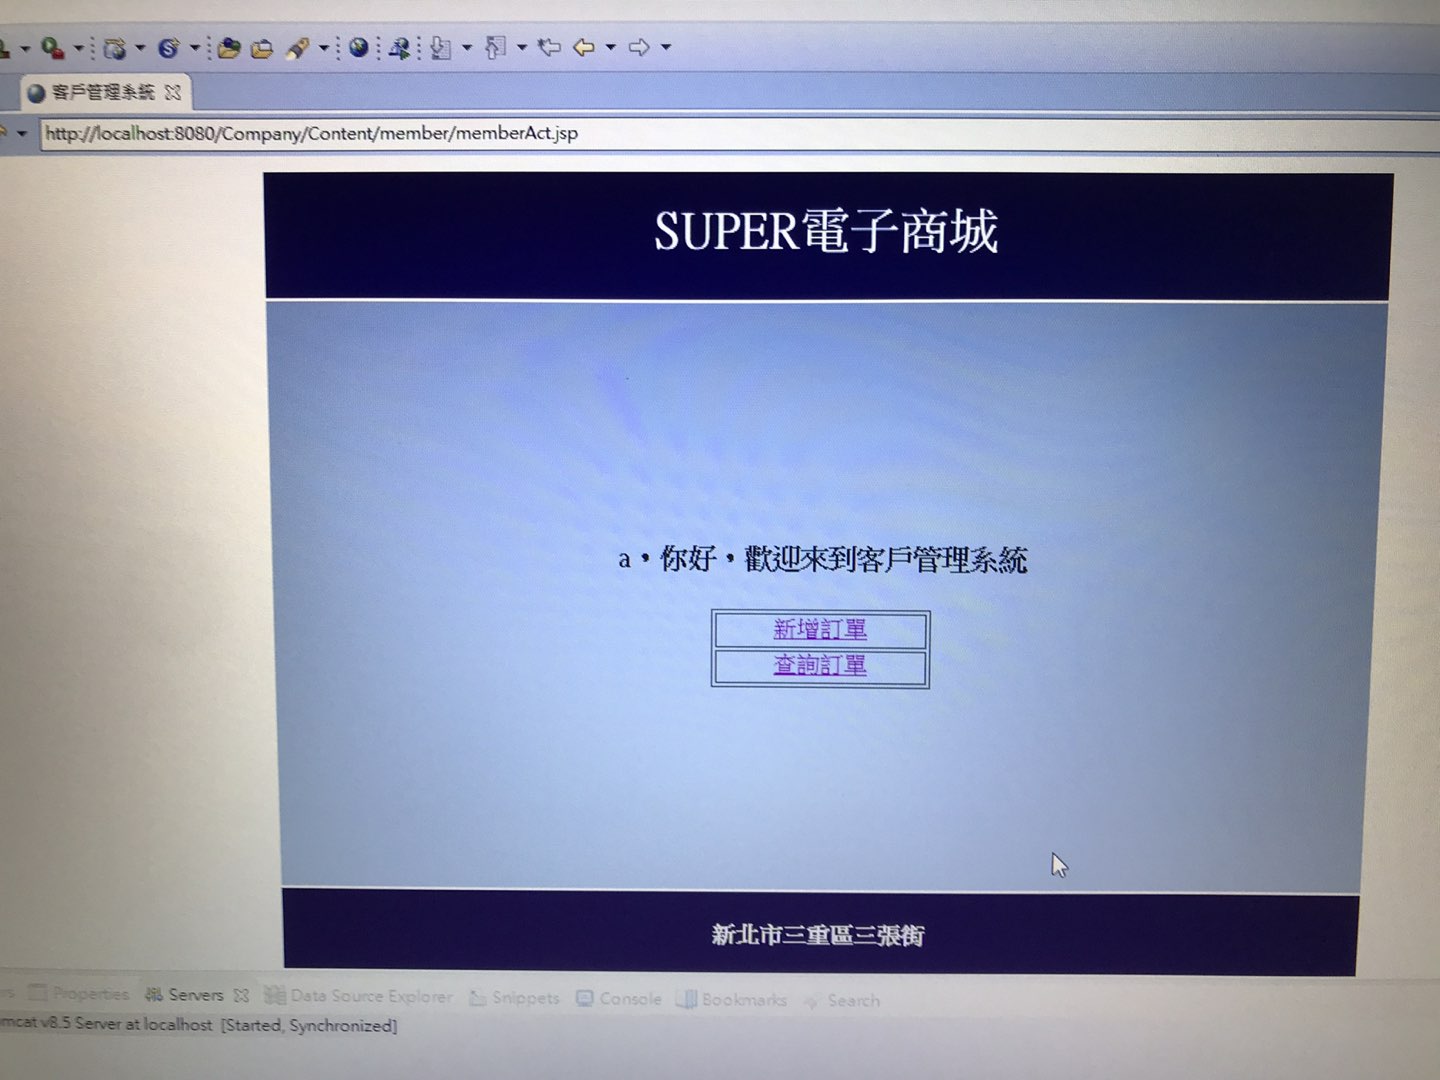 客戶管理系統
http://localhost:8080/Company/Content/member/memberAct.jsp
SUPER電子商城
a，你好，歡迎來到客戶管理系統
新增訂單
查詢訂單
新北市三重區三張街
Properties Servers Data Source Explorer Snippets Console Bookmarks Search
v8.5 Server at localhost [Started, Synchronized]